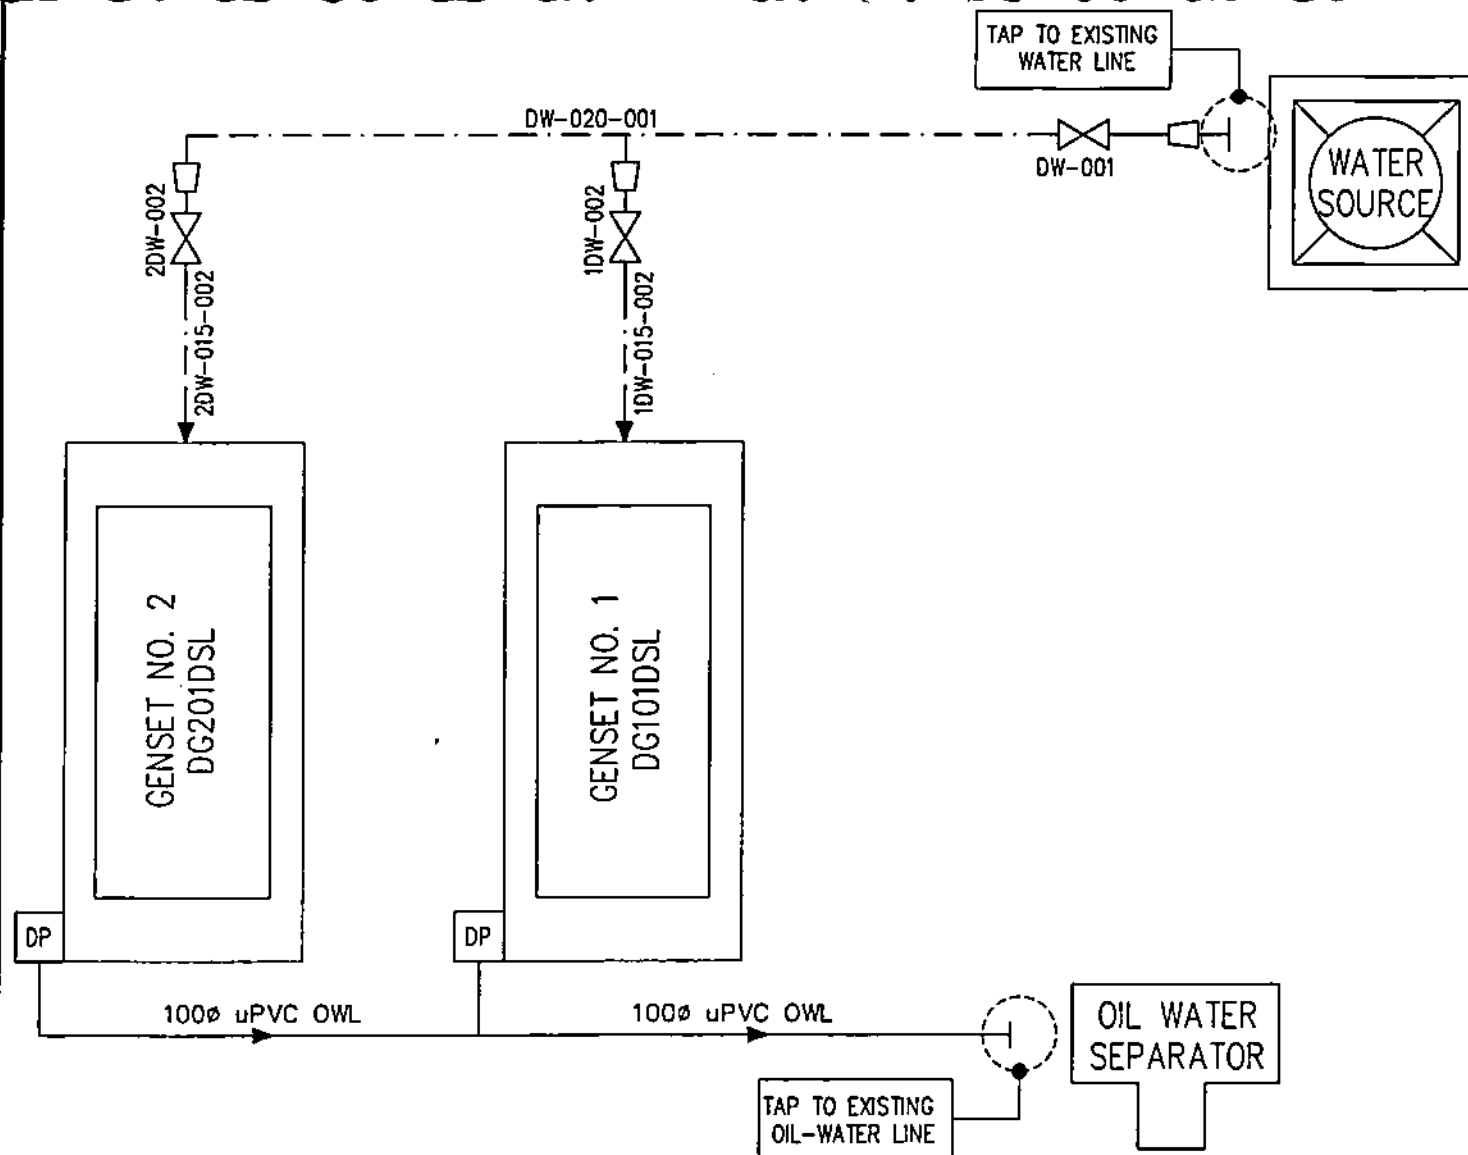 TAP TO EXISTING
WATER LINE
DW-020-001
DW-001
WATER
SOURCE
2DW-002
1DW-002
2DW-015-002
1DW-015-002
GENSET NO. 2
DG201DSL
GENSET NO. 1
DG101DSL
DP
DP
100ø uPVC OWL
100ø uPVC OWL
OIL WATER
SEPARATOR
TAP TO EXISTING
OIL-WATER LINE